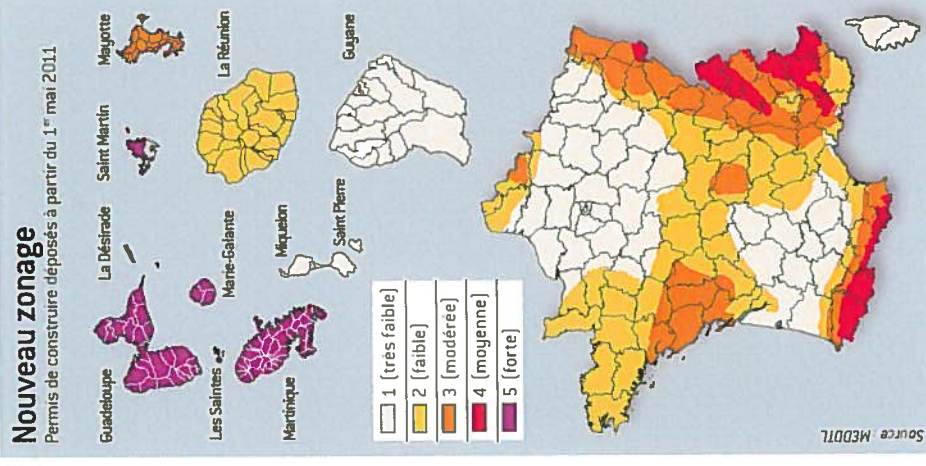 Nouveau zonage
Permis de construire déposés à partir du 1er mai 2011
Guadeloupe
La Désirade
Saint Martin
Mayotte
Les Saintes
Marie-Galante
La Réunion
Martinique
Miquelon
Saint Pierre
Guyane
1 (très faible)
2 (faible)
3 (modérée)
4 (moyenne)
5 (forte)
Source : MEDDTL